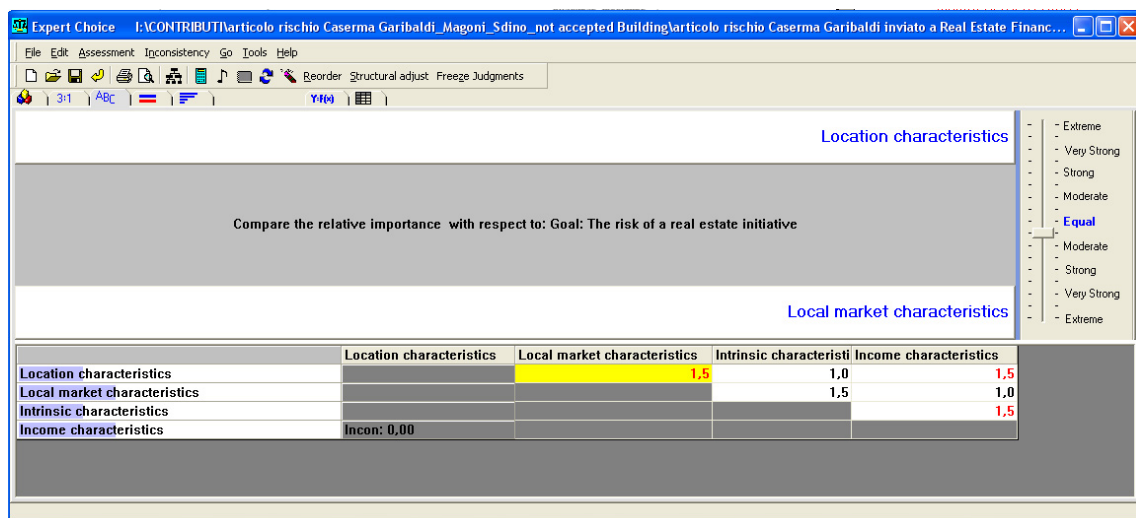 Expert Choice I:\CONTRIBUTI\articolo rischio Caserma Garibaldi_Magoni_Sdino_not accepted Building\articolo rischio Caserma Garibaldi inviato a Real Estate Financ...
File Edit Assessment Inconsistency Go Tools Help
Reorder Structural adjust Freeze Judgments
3:1 ABC Y=F(x)
Location characteristics
Compare the relative importance with respect to: Goal: The risk of a real estate initiative
Local market characteristics
Extreme
Very Strong
Strong
Moderate
Equal
Moderate
Strong
Very Strong
Extreme
Location characteristics Local market characteristics Intrinsic characteristi Income characteristics
Location characteristics 1,5 1,0 1,5
Local market characteristics 1,5 1,0
Intrinsic characteristics 1,5
Income characteristics Incon: 0,00